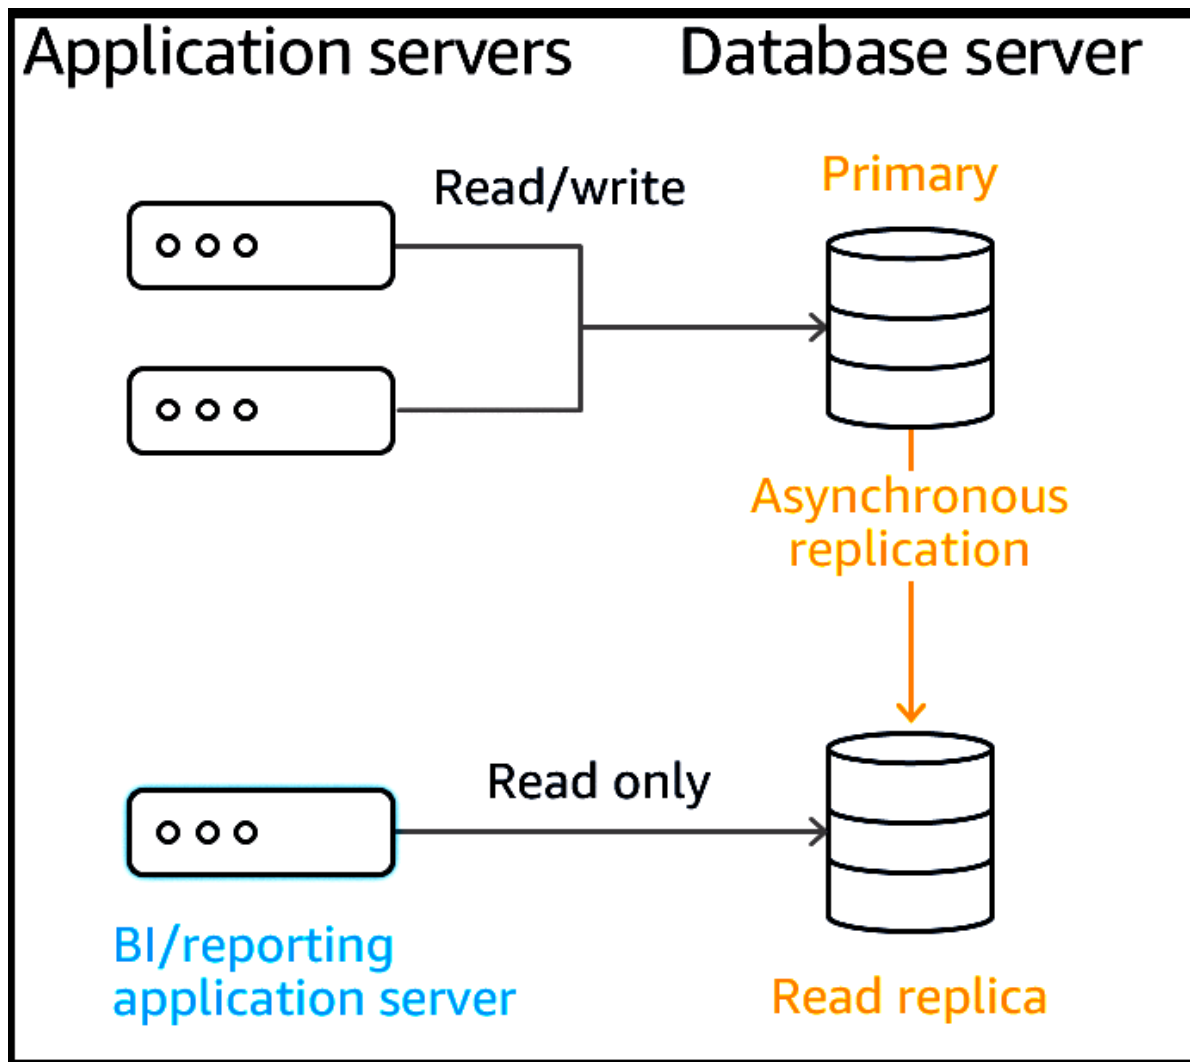 Application servers
Database server
Read/write
Primary
Asynchronous
replication
Read only
BI/reporting
application server
Read replica